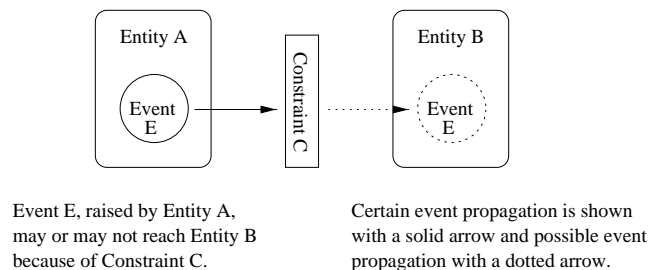 Entity A
Event
E
Constraint C
Entity B
Event
E
Event E, raised by Entity A,
may or may not reach Entity B
because of Constraint C.
Certain event propagation is shown
with a solid arrow and possible event
propagation with a dotted arrow.